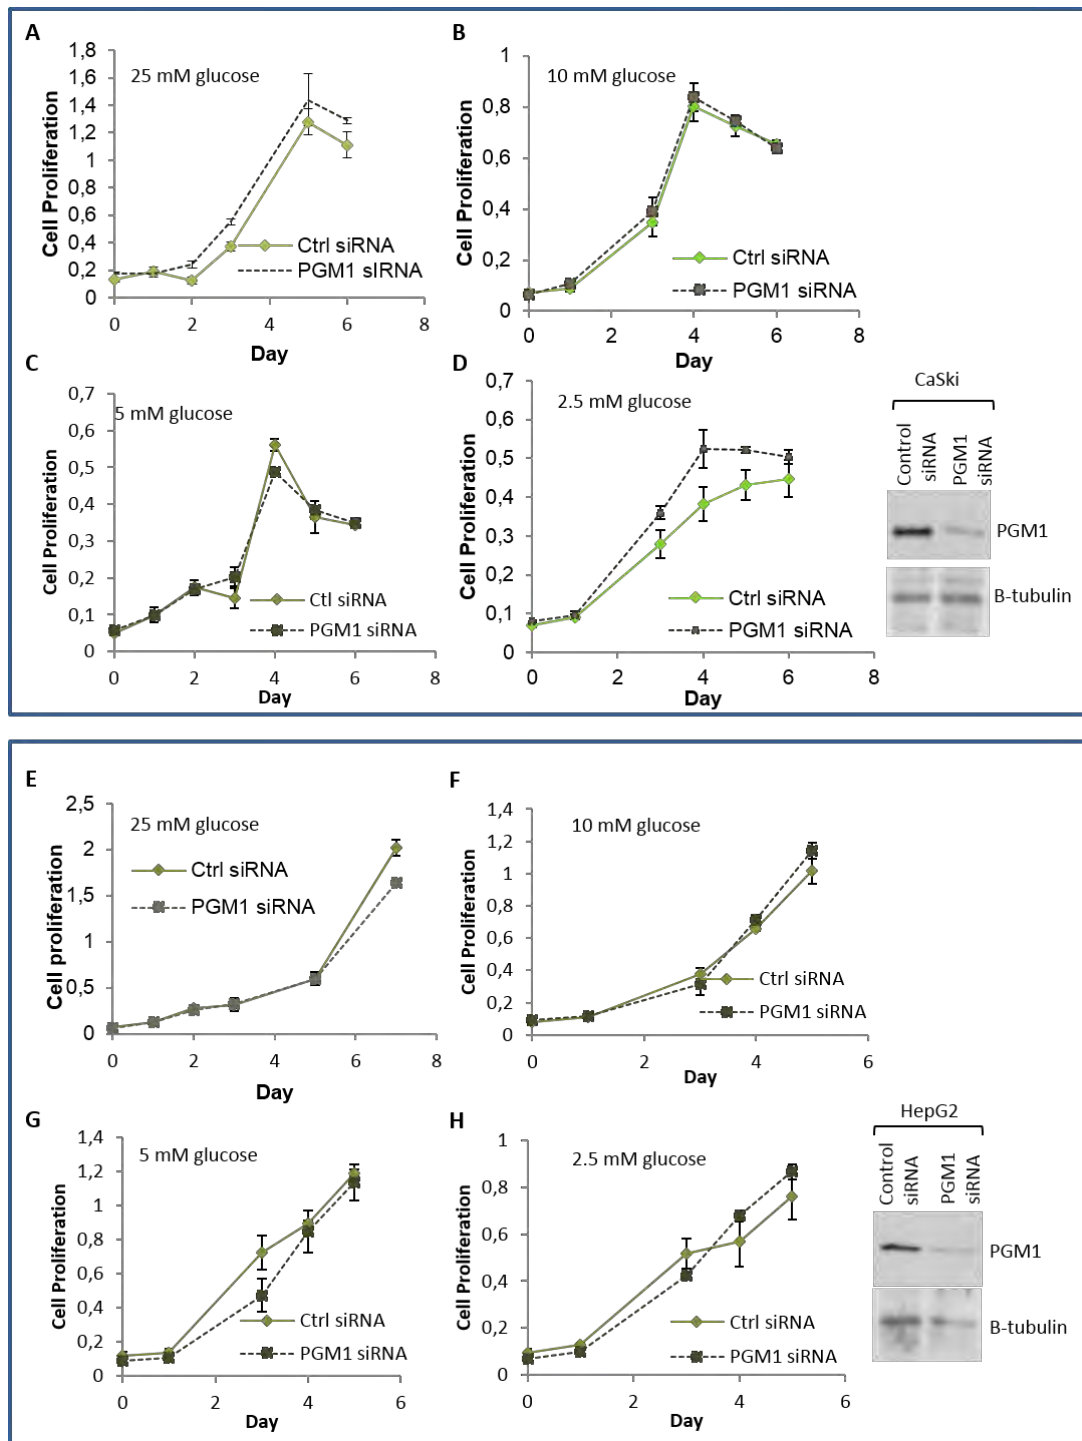 A
25 mM glucose
Cell Proliferation
1,8
1,6
1,4
1,2
1
0,8
0,6
0,4
0,2
0
Ctrl siRNA
PGM1 sIRNA
0 2 4 6 8
Day
B
10 mM glucose
Cell Proliferation
1
0,8
0,6
0,4
0,2
0
Ctrl siRNA
PGM1 siRNA
0 2 4 6 8
Day
C
5 mM glucose
Cell Proliferation
0,7
0,6
0,5
0,4
0,3
0,2
0,1
0
Ctl siRNA
PGM1 siRNA
0 2 4 6 8
Day
D
2.5 mM glucose
Cell Proliferation
0,7
0,6
0,5
0,4
0,3
0,2
0,1
0
Ctrl siRNA
PGM1 siRNA
0 2 4 6 8
Day
CaSki
Control
siRNA
PGM1
siRNA
PGM1
B-tubulin
E
25 mM glucose
Cell proliferation
2,5
2
1,5
1
0,5
0
Ctrl siRNA
PGM1 siRNA
0 2 4 6 8
Day
F
10 mM glucose
Cell Proliferation
1,4
1,2
1
0,8
0,6
0,4
0,2
0
Ctrl siRNA
PGM1 siRNA
0 2 4 6
Day
G
5 mM glucose
Cell Proliferation
1,4
1,2
1
0,8
0,6
0,4
0,2
0
Ctrl siRNA
PGM1 siRNA
0 2 4 6
Day
H
2.5 mM glucose
Cell Proliferation
1
0,8
0,6
0,4
0,2
0
Ctrl siRNA
PGM1 siRNA
0 2 4 6
Day
HepG2
Control
siRNA
PGM1
siRNA
PGM1
B-tubulin